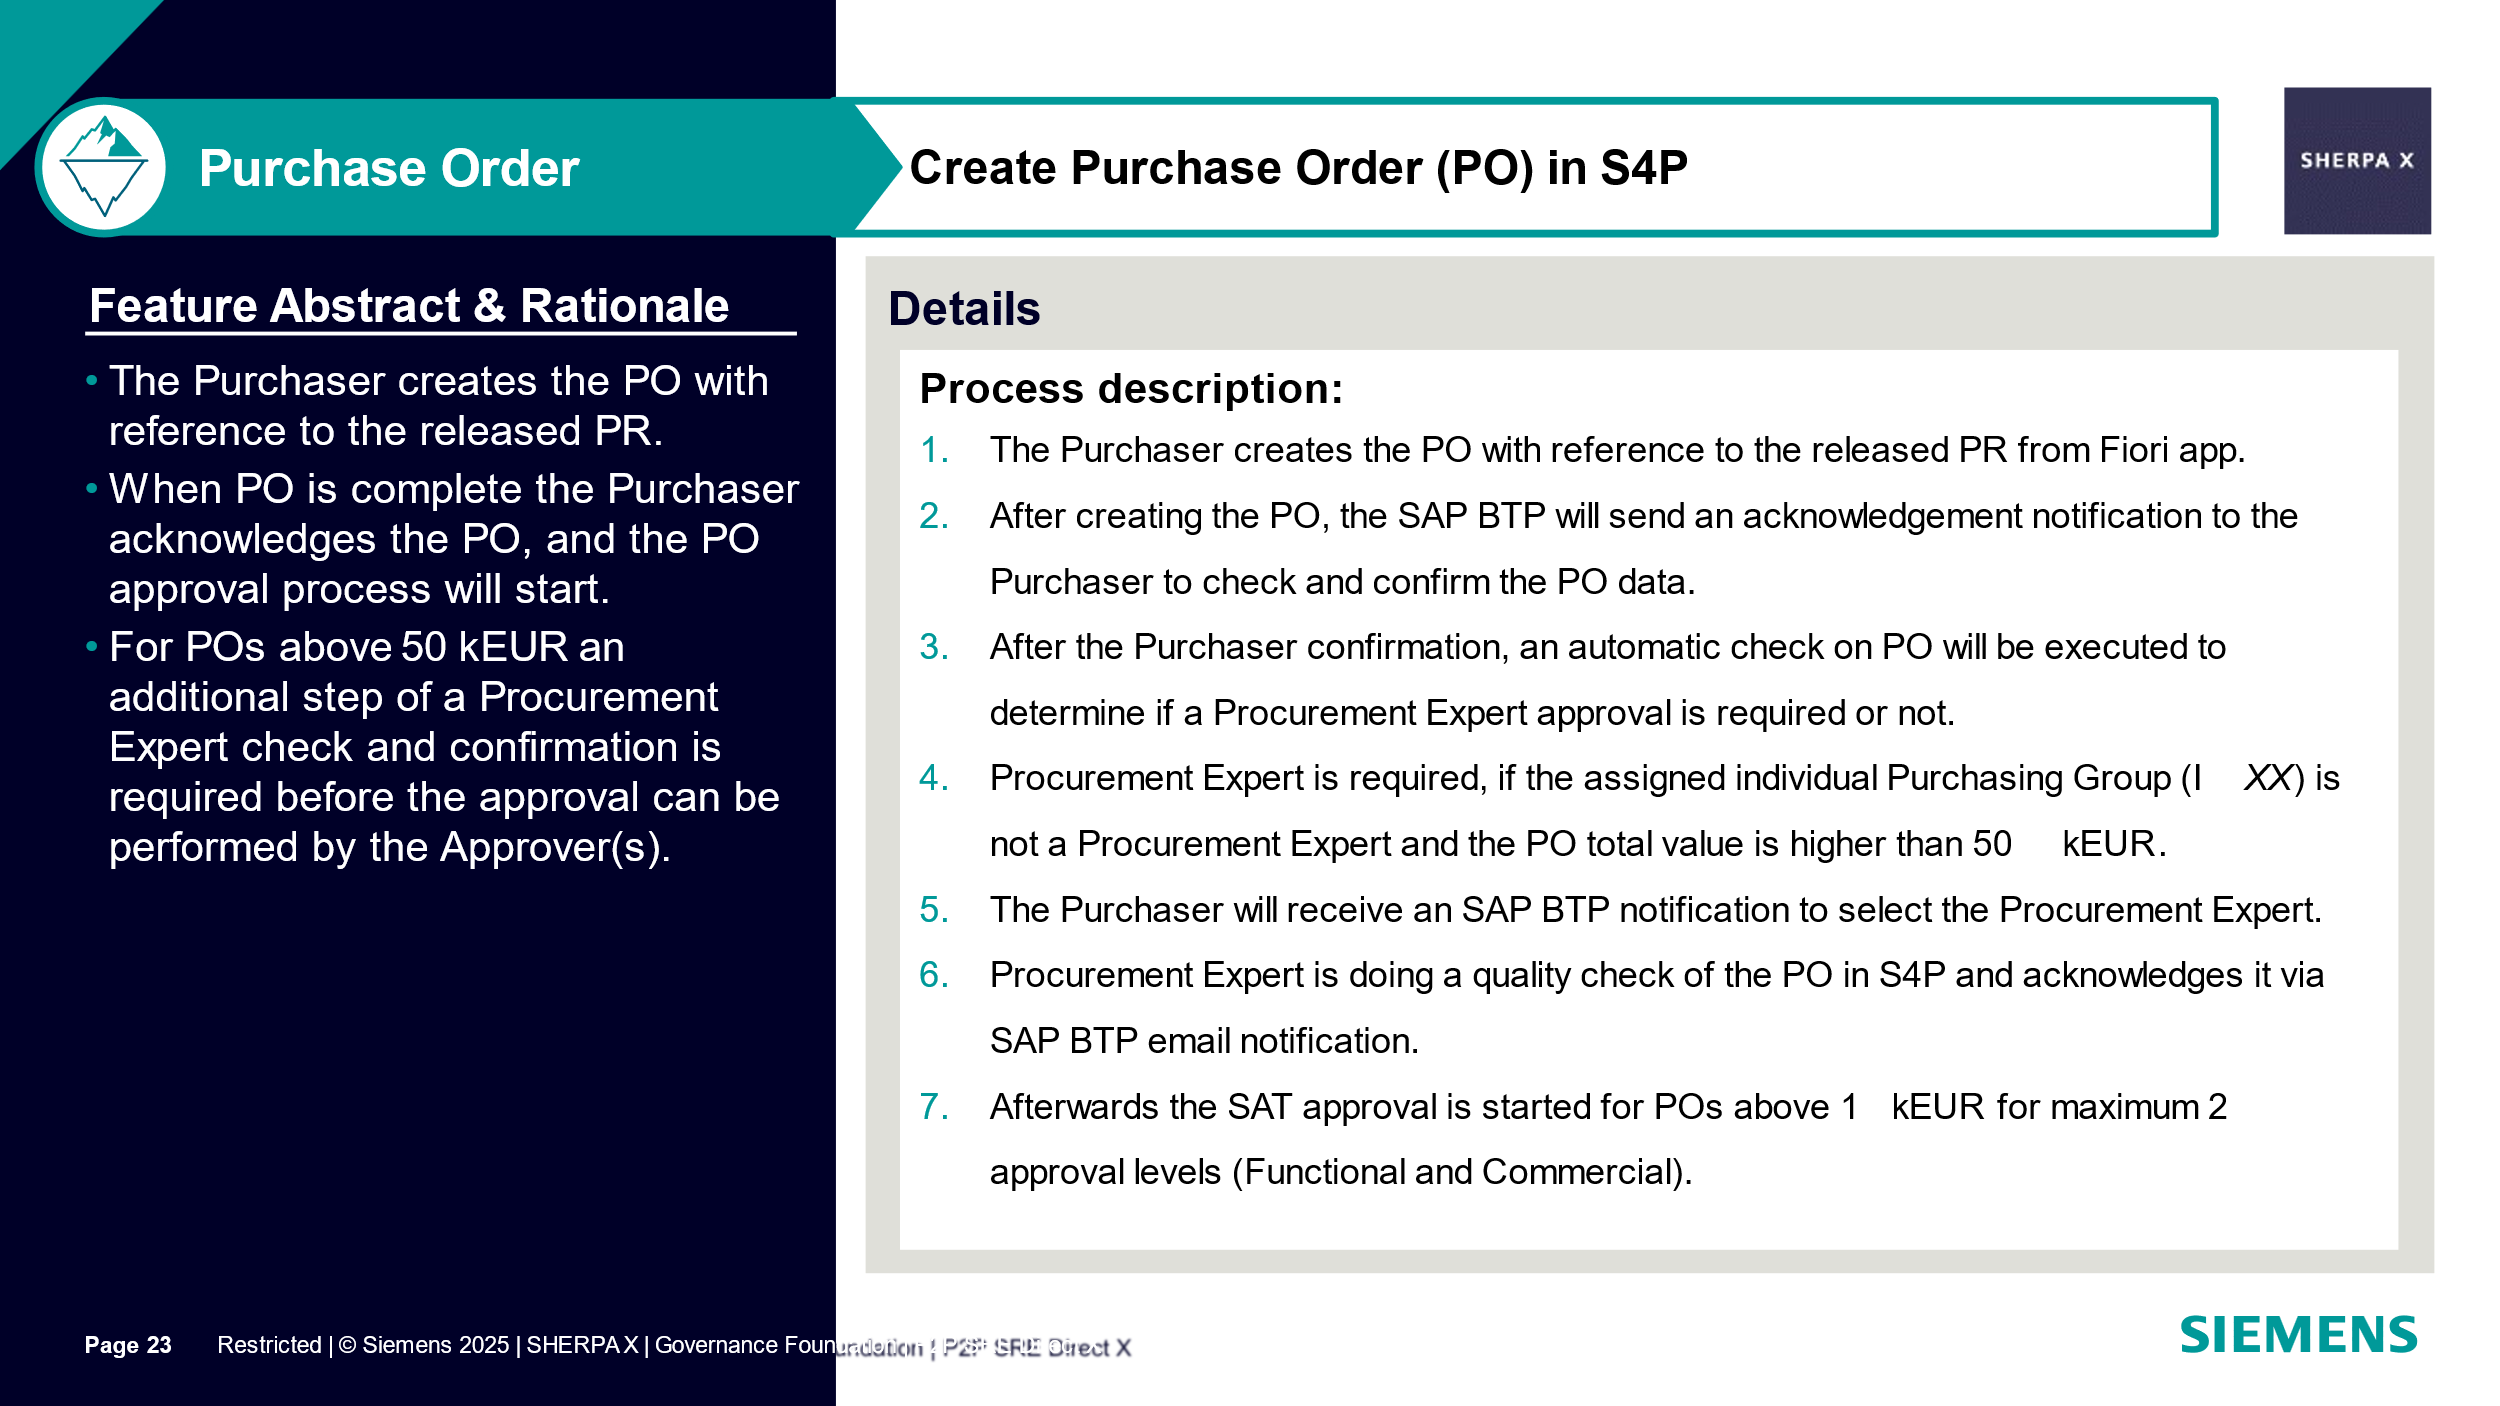 Purchase Order
Create Purchase Order (PO) in S4P
SHERPA X
Feature Abstract & Rationale
• The Purchaser creates the PO with
reference to the released PR.
• When PO is complete the Purchaser
acknowledges the PO, and the PO
approval process will start.
• For POs above 50 kEUR an
additional step of a Procurement
Expert check and confirmation is
required before the approval can be
performed by the Approver(s).
Details
Process description:
1. The Purchaser creates the PO with reference to the released PR from Fiori app.
2. After creating the PO, the SAP BTP will send an acknowledgement notification to the
Purchaser to check and confirm the PO data.
3. After the Purchaser confirmation, an automatic check on PO will be executed to
determine if a Procurement Expert approval is required or not.
4. Procurement Expert is required, if the assigned individual Purchasing Group (I XX) is
not a Procurement Expert and the PO total value is higher than 50 kEUR.
5. The Purchaser will receive an SAP BTP notification to select the Procurement Expert.
6. Procurement Expert is doing a quality check of the PO in S4P and acknowledges it via
SAP BTP email notification.
7. Afterwards the SAT approval is started for POs above 1 kEUR for maximum 2
approval levels (Functional and Commercial).
Page 23 Restricted | © Siemens 2025 | SHERPA X | Governance Foundation | P2P SRE Direct X
SIEMENS